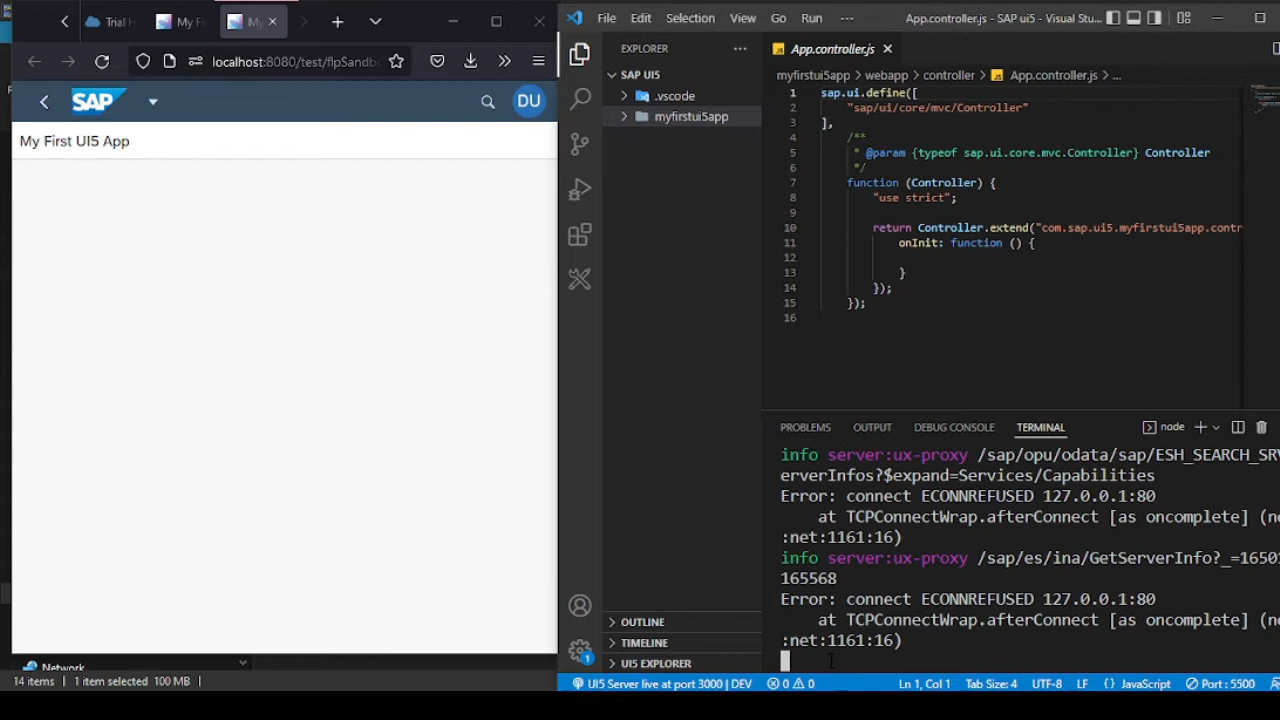 Trial H
My Fi
My
localhost:8080/test/flpSandb
SAP
DU
My First UI5 App
Network
14 items
1 item selected 100 MB
File Edit Selection View Go Run ...
App.controller.js - SAP ui5 - Visual Stu...
EXPLORER
SAP UI5
.vscode
myfirstui5app
OUTLINE
TIMELINE
UI5 EXPLORER
App.controller.js
myfirstui5app > webapp > controller > App.controller.js > ...
1 sap.ui.define([
2 "sap/ui/core/mvc/Controller"
3 ],
4 /**
5 * @param {typeof sap.ui.core.mvc.Controller} Controller
6 */
7 function (Controller) {
8 "use strict";
9
10 return Controller.extend("com.sap.ui5.myfirstui5app.contr
11 onInit: function () {
12
13 }
14 });
15 });
16
PROBLEMS OUTPUT DEBUG CONSOLE TERMINAL
node
info server:ux-proxy /sap/opu/odata/sap/ESH_SEARCH_SR
erverInfos?$expand=Services/Capabilities
Error: connect ECONNREFUSED 127.0.0.1:80
at TCPConnectWrap.afterConnect [as oncomplete] (n
:net:1161:16)
info server:ux-proxy /sap/es/ina/GetServerInfo?_=1650
165568
Error: connect ECONNREFUSED 127.0.0.1:80
at TCPConnectWrap.afterConnect [as oncomplete] (n
:net:1161:16)
1
UI5 Server live at port 3000 | DEV
0 0
Ln 1, Col 1 Tab Size: 4 UTF-8 LF {} JavaScript Port : 5500